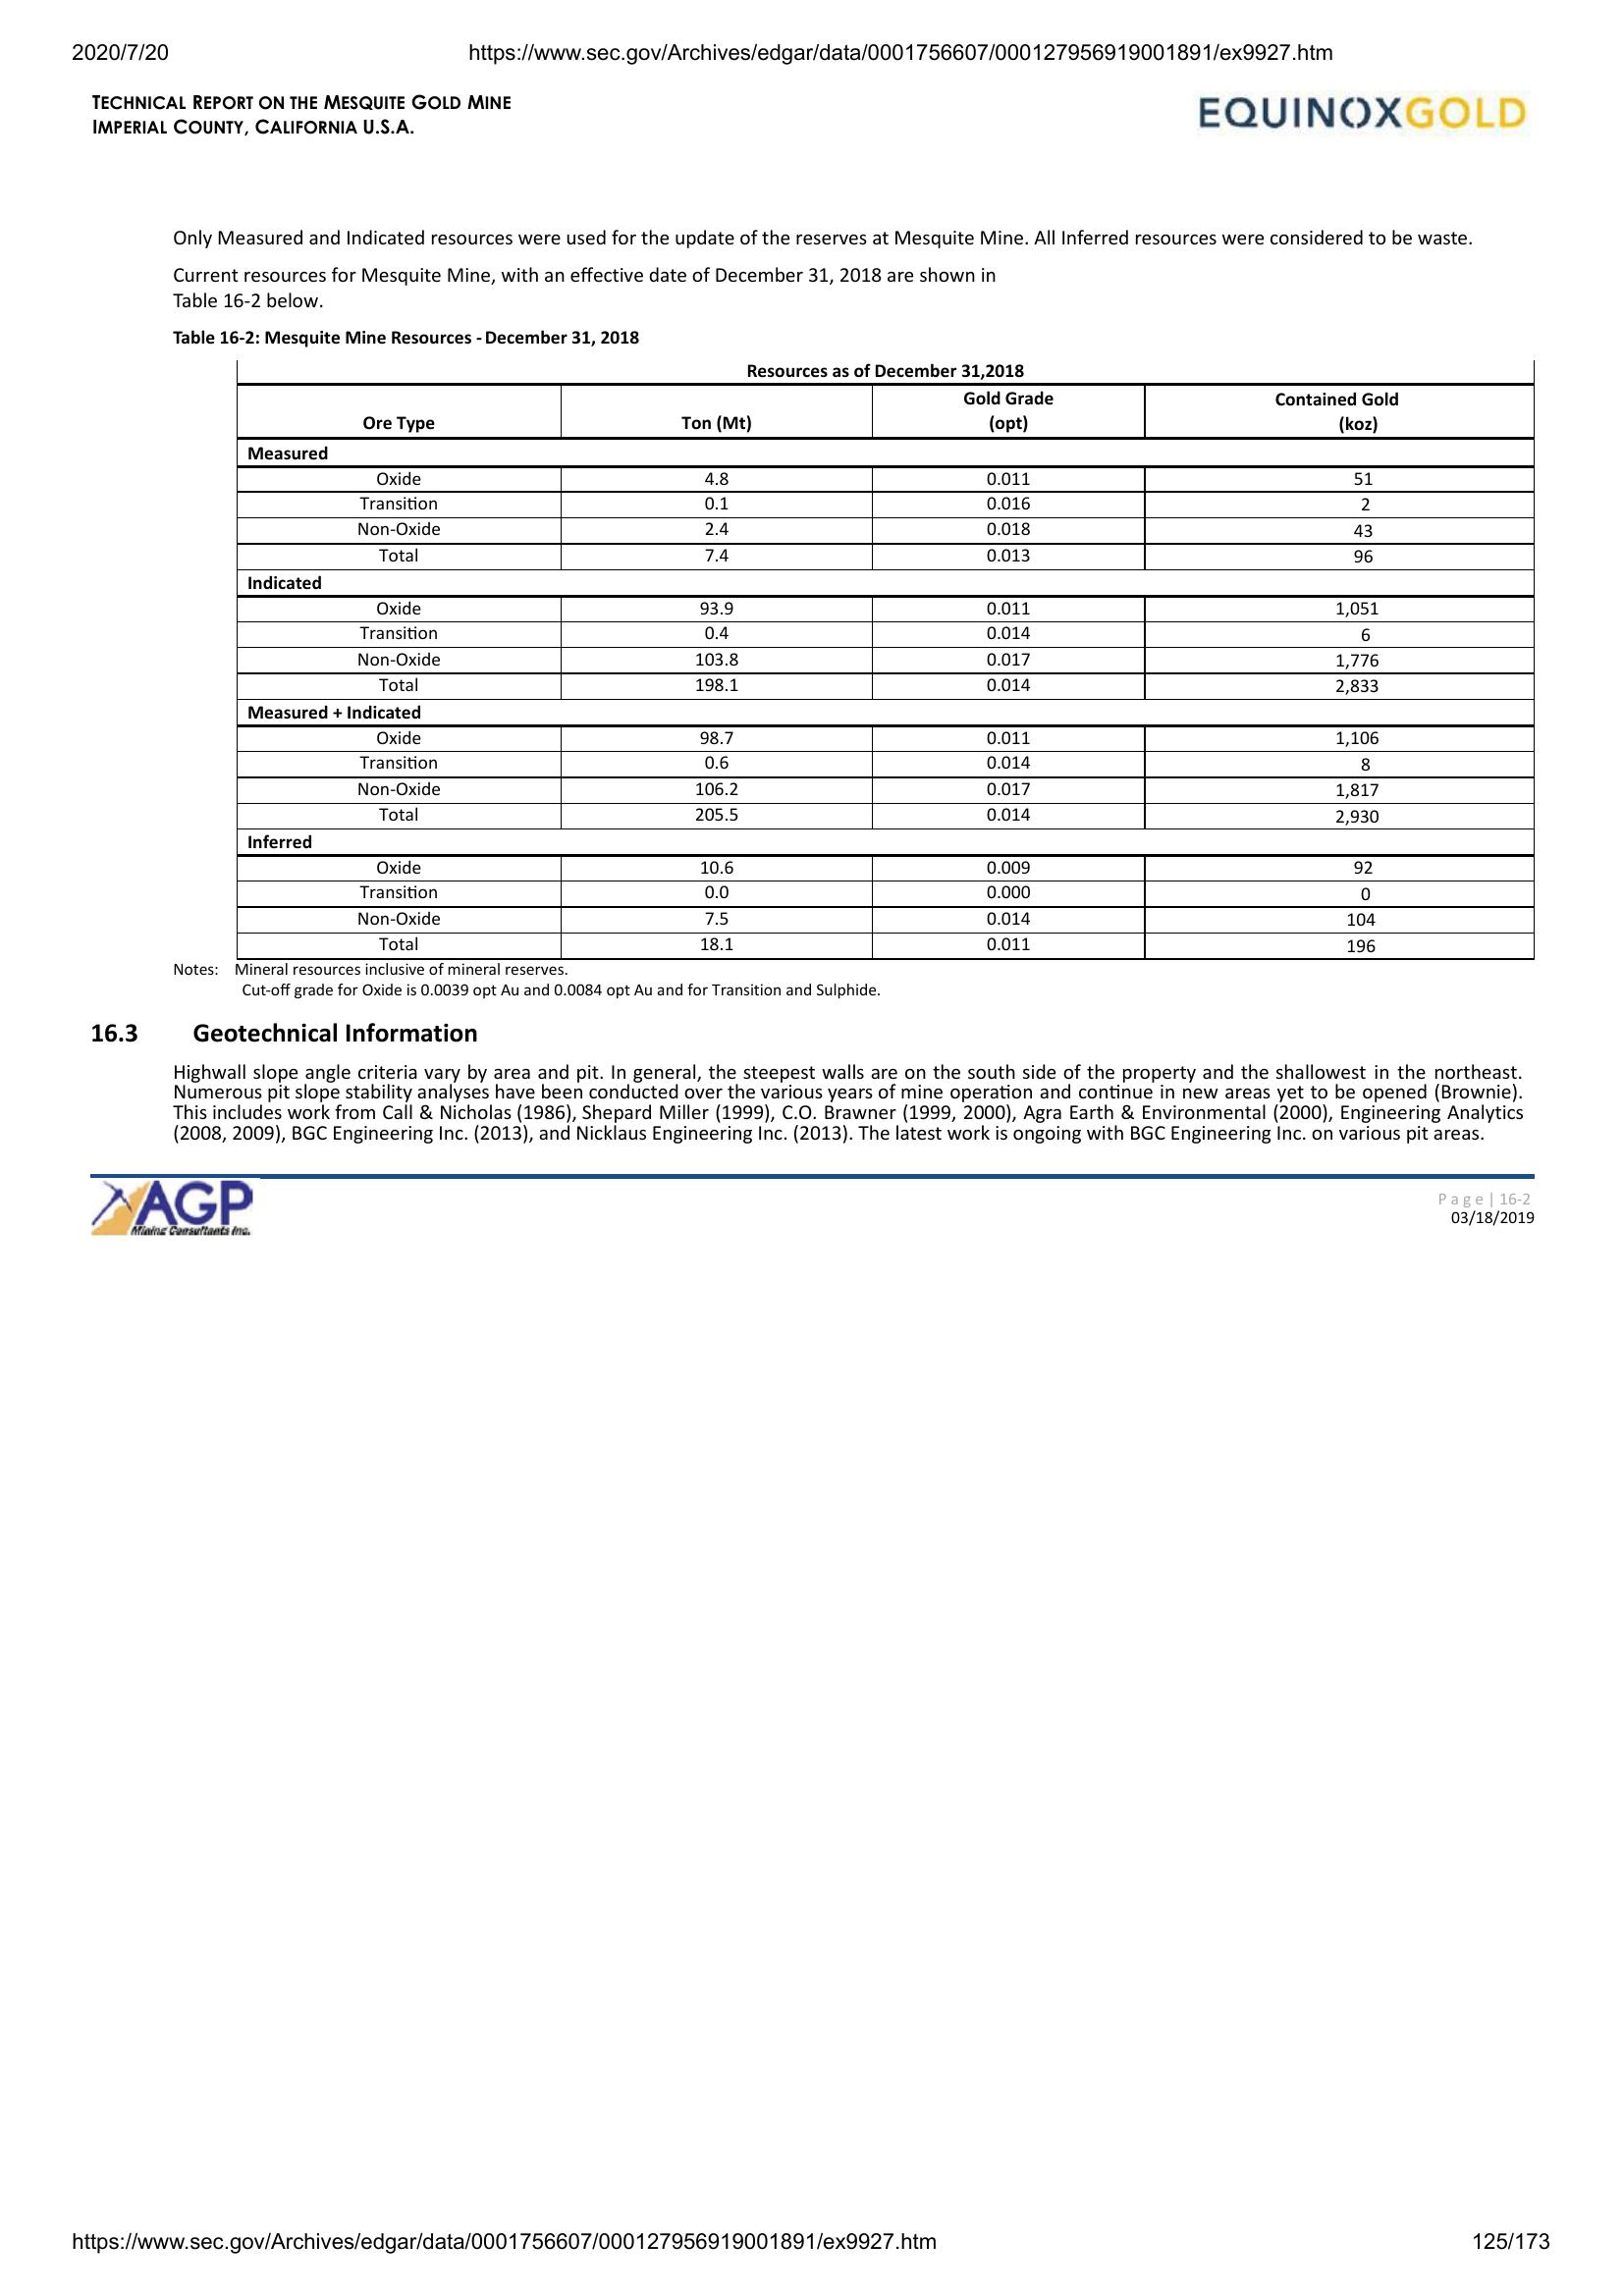 2020/7/20 https://www.sec.gov/Archives/edgar/data/0001756607/000127956919001891/ex9927.htm
TECHNICAL REPORT ON THE MESQUITE GOLD MINE
IMPERIAL COUNTY, CALIFORNIA U.S.A.
EQUINOXGOLD
Only Measured and Indicated resources were used for the update of the reserves at Mesquite Mine. All Inferred resources were considered to be waste.
Current resources for Mesquite Mine, with an effective date of December 31, 2018 are shown in
Table 16-2 below.
Table 16-2: Mesquite Mine Resources - December 31, 2018
Resources as of December 31,2018
Ore Type Ton (Mt) Gold Grade (opt) Contained Gold (koz)
Measured
Oxide 4.8 0.011 51
Transition 0.1 0.016 2
Non-Oxide 2.4 0.018 43
Total 7.4 0.013 96
Indicated
Oxide 93.9 0.011 1,051
Transition 0.4 0.014 6
Non-Oxide 103.8 0.017 1,776
Total 198.1 0.014 2,833
Measured + Indicated
Oxide 98.7 0.011 1,106
Transition 0.6 0.014 8
Non-Oxide 106.2 0.017 1,817
Total 205.5 0.014 2,930
Inferred
Oxide 10.6 0.009 92
Transition 0.0 0.000 0
Non-Oxide 7.5 0.014 104
Total 18.1 0.011 196
Notes: Mineral resources inclusive of mineral reserves.
Cut-off grade for Oxide is 0.0039 opt Au and 0.0084 opt Au and for Transition and Sulphide.
16.3 Geotechnical Information
Highwall slope angle criteria vary by area and pit. In general, the steepest walls are on the south side of the property and the shallowest in the northeast.
Numerous pit slope stability analyses have been conducted over the various years of mine operation and continue in new areas yet to be opened (Brownie).
This includes work from Call & Nicholas (1986), Shepard Miller (1999), C.O. Brawner (1999, 2000), Agra Earth & Environmental (2000), Engineering Analytics
(2008, 2009), BGC Engineering Inc. (2013), and Nicklaus Engineering Inc. (2013). The latest work is ongoing with BGC Engineering Inc. on various pit areas.
AGP
Mining Consultants Inc.
Page | 16-2
03/18/2019
https://www.sec.gov/Archives/edgar/data/0001756607/000127956919001891/ex9927.htm 125/173